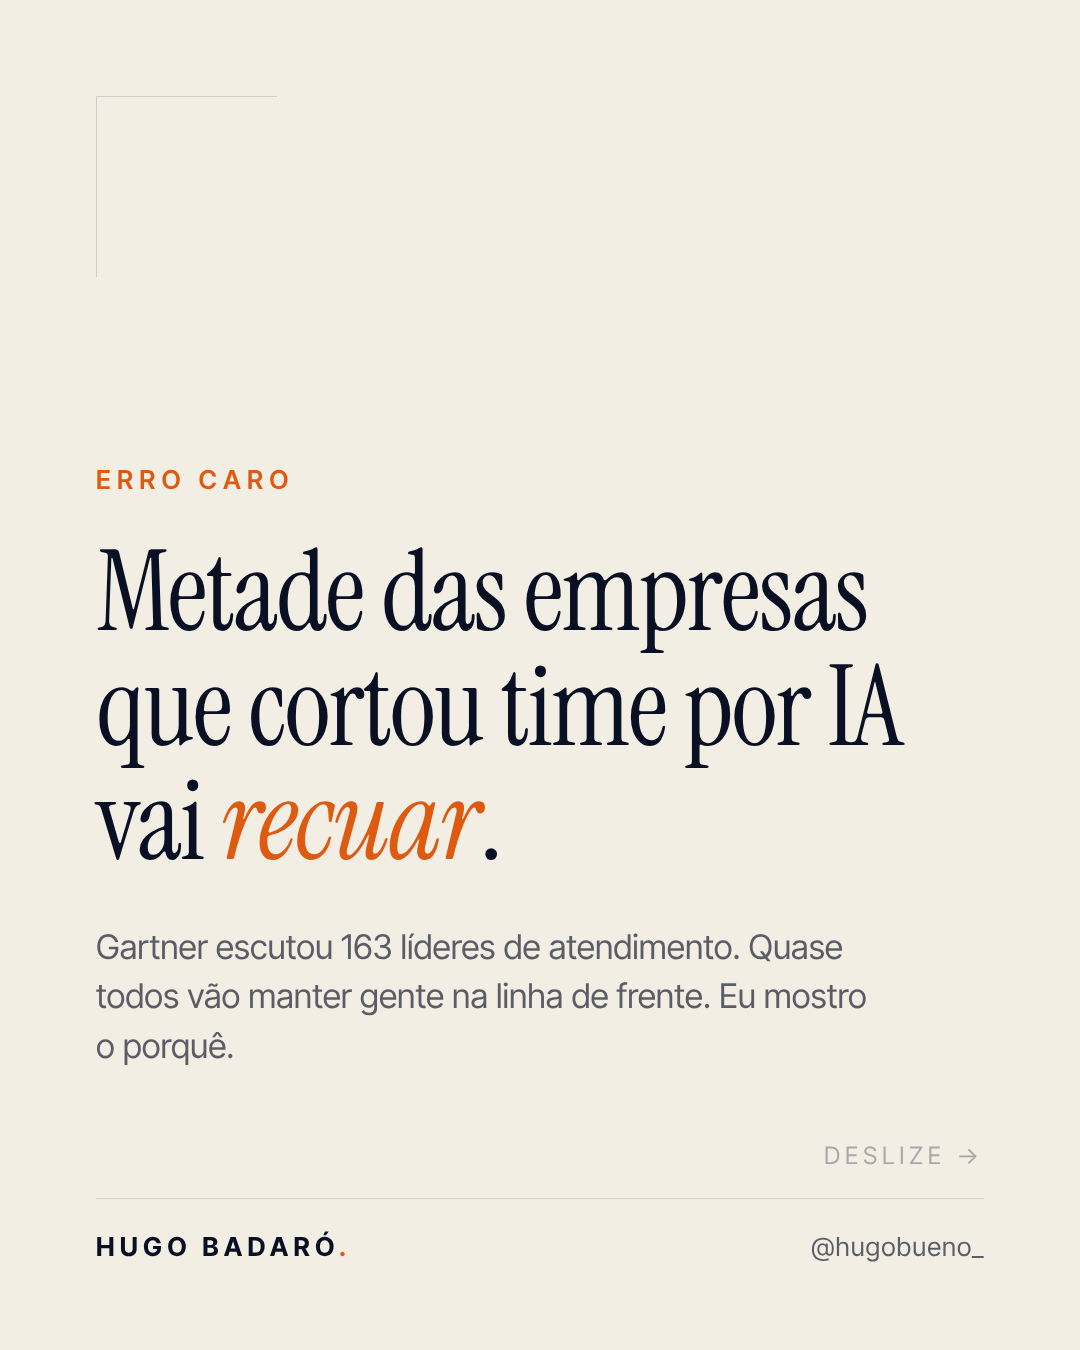 ERRO CARO
Metade das empresas
que cortou time por IA
vai recuar.
Gartner escutou 163 líderes de atendimento. Quase
todos vão manter gente na linha de frente. Eu mostro
o porquê.
DESLIZE →
HUGO BADARÓ.
@hugobueno_